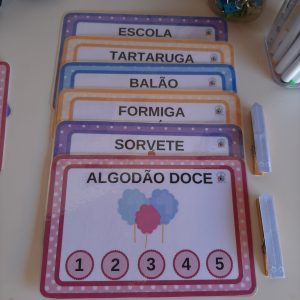 ESCOLA
TARTARUGA
BALÃO
FORMIGA
SORVETE
ALGODÃO DOCE
1 2 3 4 5